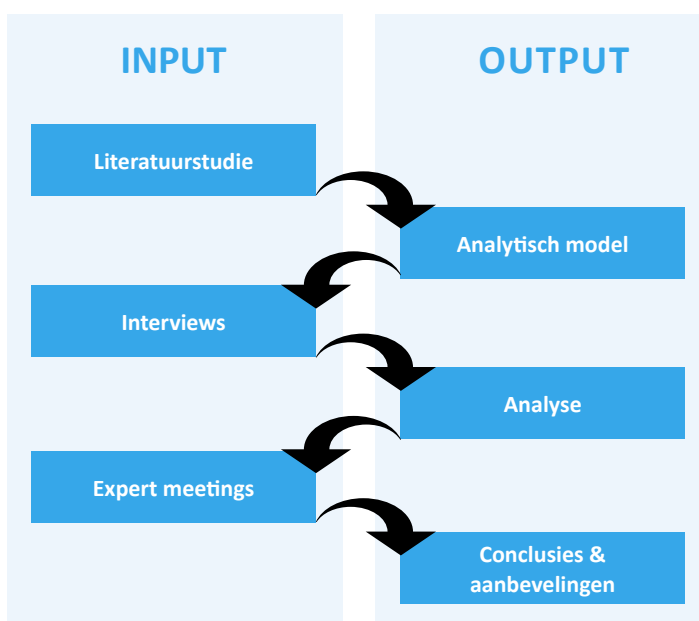 INPUT
OUTPUT
Literatuurstudie
Analytisch model
Interviews
Analyse
Expert meetings
Conclusies &
aanbevelingen